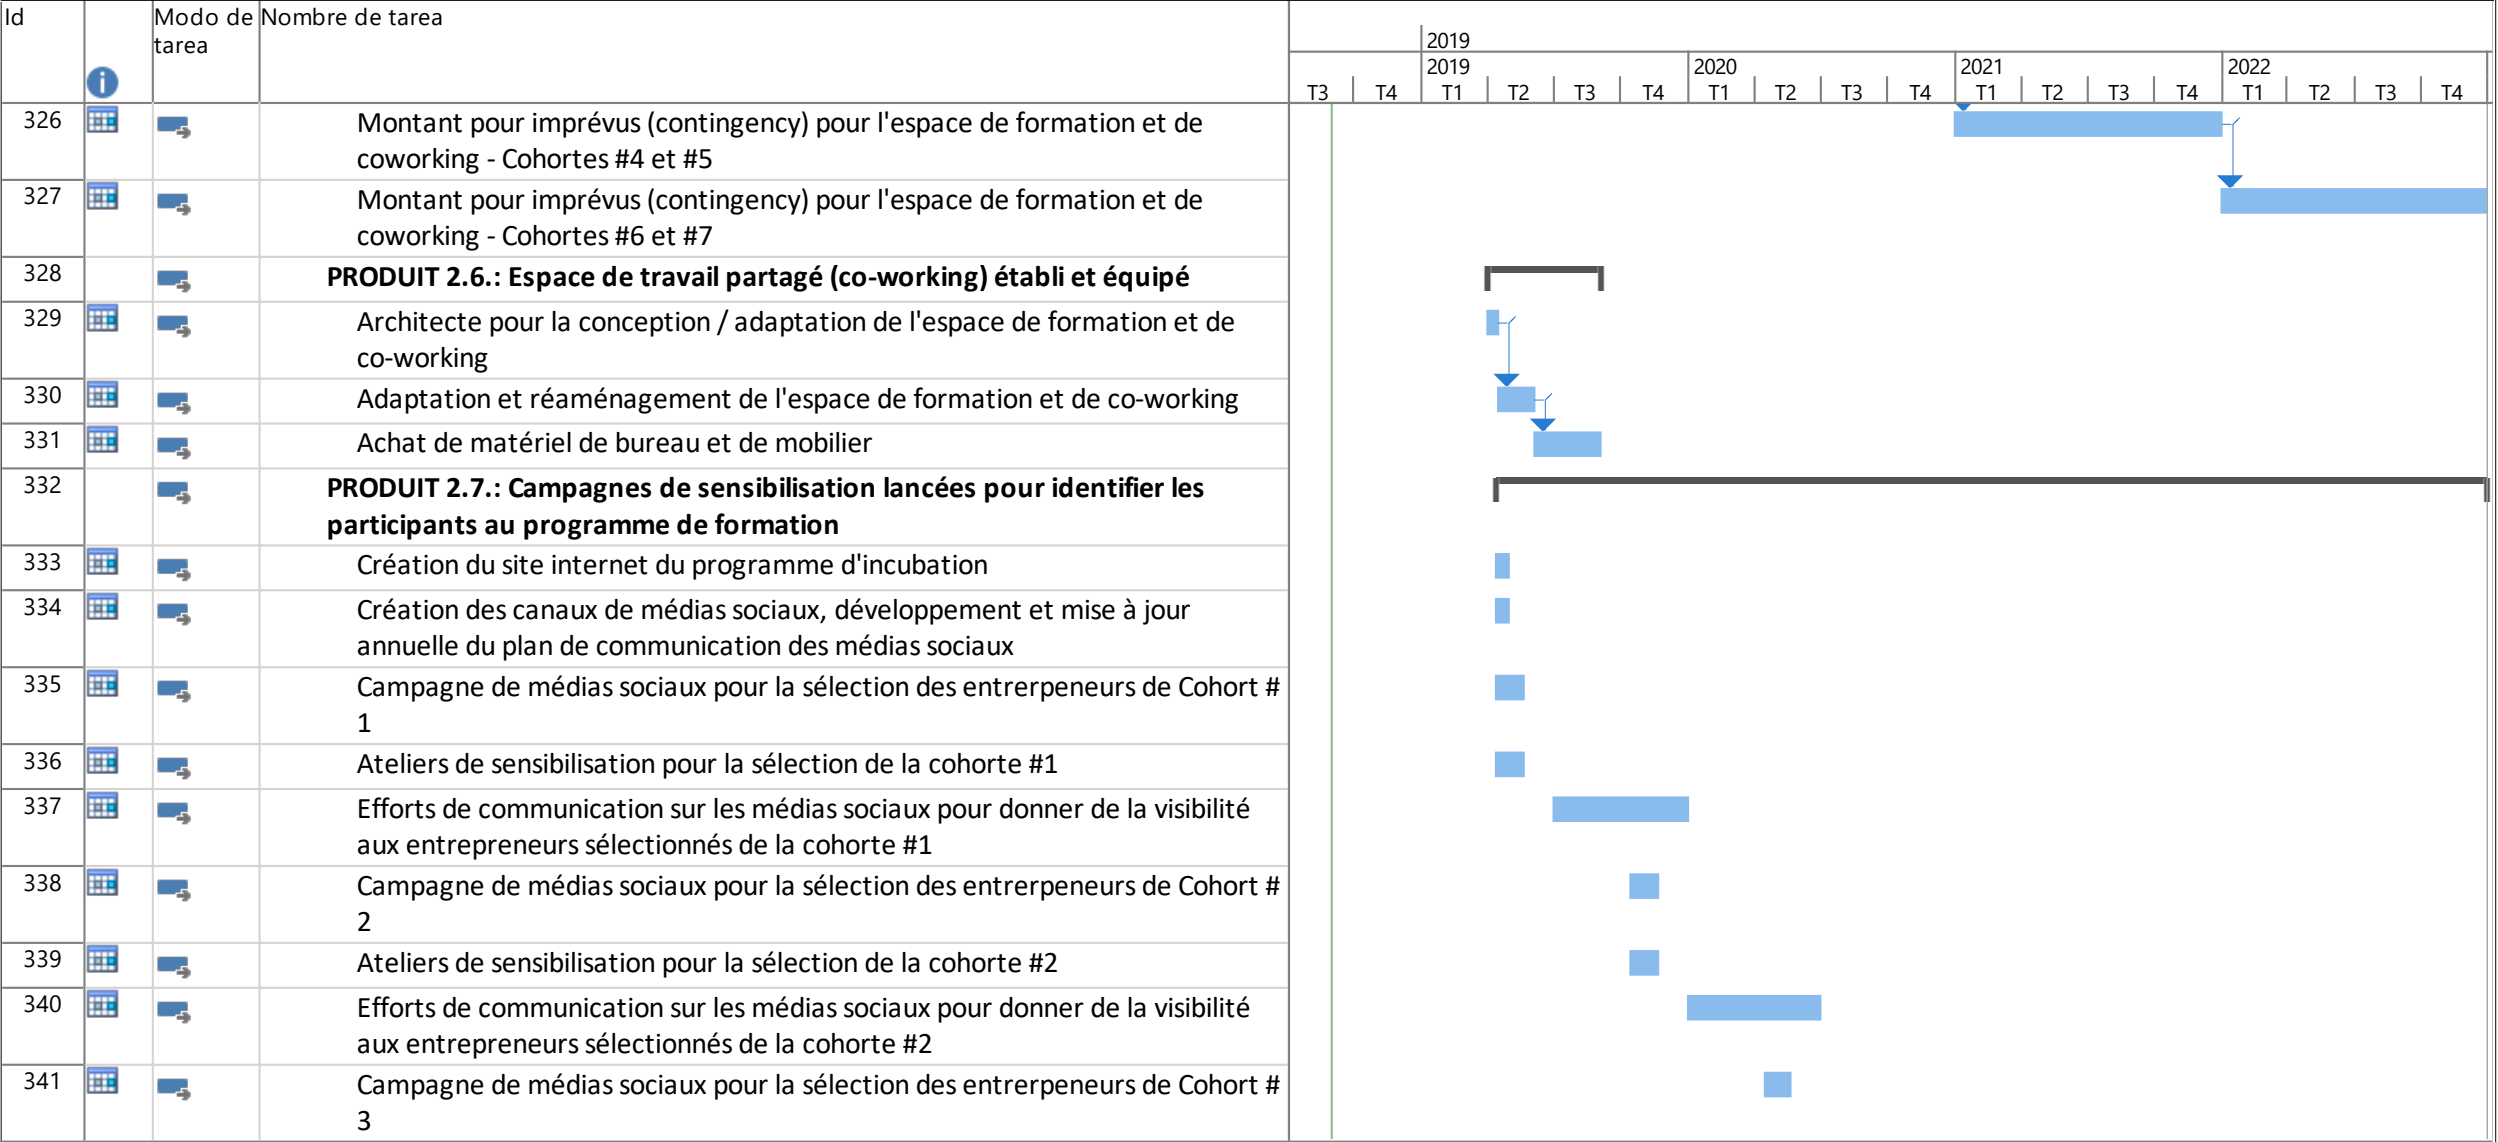 Id
Modo de
tarea
Nombre de tarea
2019
2019 2020 2021 2022
T3 T4 T1 T2 T3 T4 T1 T2 T3 T4 T1 T2 T3 T4 T1 T2 T3 T4
326 Montant pour imprévus (contingency) pour l'espace de formation et de
coworking - Cohortes #4 et #5
327 Montant pour imprévus (contingency) pour l'espace de formation et de
coworking - Cohortes #6 et #7
328 PRODUIT 2.6.: Espace de travail partagé (co-working) établi et équipé
329 Architecte pour la conception / adaptation de l'espace de formation et de
co-working
330 Adaptation et réaménagement de l'espace de formation et de co-working
331 Achat de matériel de bureau et de mobilier
332 PRODUIT 2.7.: Campagnes de sensibilisation lancées pour identifier les
participants au programme de formation
333 Création du site internet du programme d'incubation
334 Création des canaux de médias sociaux, développement et mise à jour
annuelle du plan de communication des médias sociaux
335 Campagne de médias sociaux pour la sélection des entrerpeneurs de Cohort #
1
336 Ateliers de sensibilisation pour la sélection de la cohorte #1
337 Efforts de communication sur les médias sociaux pour donner de la visibilité
aux entrepreneurs sélectionnés de la cohorte #1
338 Campagne de médias sociaux pour la sélection des entrerpeneurs de Cohort #
2
339 Ateliers de sensibilisation pour la sélection de la cohorte #2
340 Efforts de communication sur les médias sociaux pour donner de la visibilité
aux entrepreneurs sélectionnés de la cohorte #2
341 Campagne de médias sociaux pour la sélection des entrerpeneurs de Cohort #
3